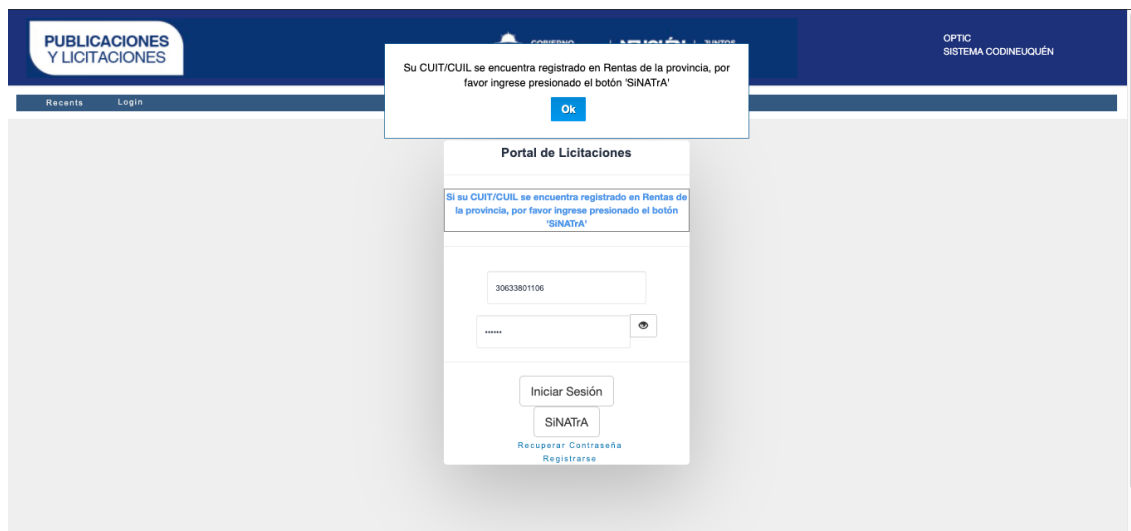 PUBLICACIONES
Y LICITACIONES
OPTIC
SISTEMA CODINEUQUÉN
Su CUIT/CUIL se encuentra registrado en Rentas de la provincia, por
favor ingrese presionado el botón 'SiNATrA'
Ok
Recents Login
Portal de Licitaciones
Si su CUIT/CUIL se encuentra registrado en Rentas de
la provincia, por favor ingrese presionado el botón
'SiNATrA'
30633801106
Iniciar Sesión
SiNATrA
Recuperar Contraseña
Registrarse